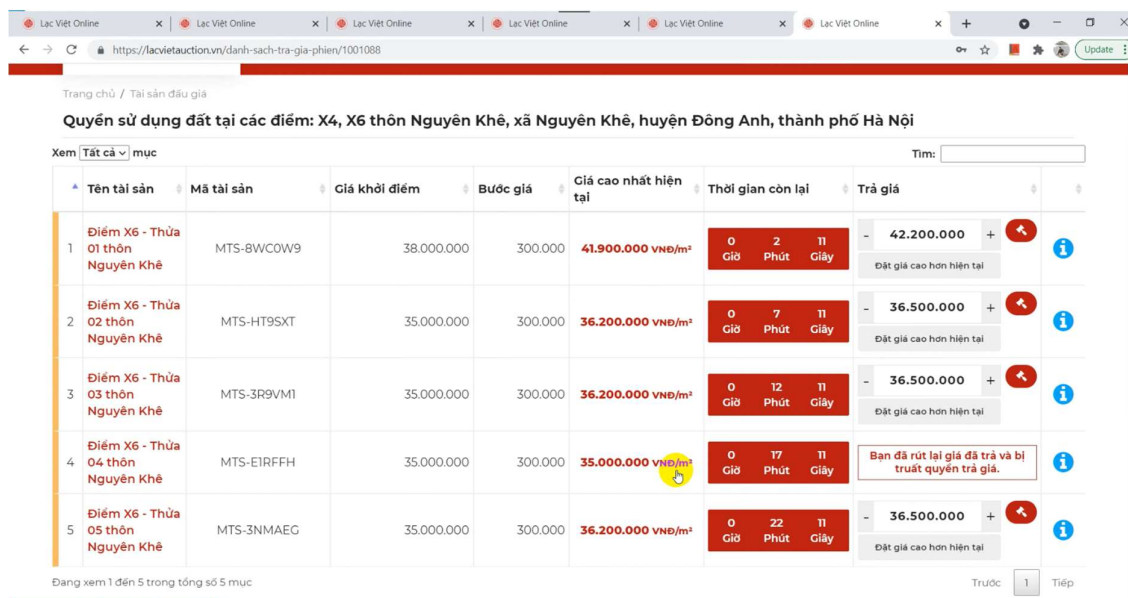 Lạc Việt Online
Lạc Việt Online
Lạc Việt Online
Lạc Việt Online
Lạc Việt Online
Lạc Việt Online
https://lacvietauction.vn/danh-sach-tra-gia-phien/1001088
Update
Trang chủ / Tài sản đấu giá
Quyền sử dụng đất tại các điểm: X4, X6 thôn Nguyên Khê, xã Nguyên Khê, huyện Đông Anh, thành phố Hà Nội
Xem Tất cả mục
Tìm:
Tên tài sản Mã tài sản Giá khởi điểm Bước giá Giá cao nhất hiện tại Thời gian còn lại Trả giá
1 Điểm X6 - Thửa 01 thôn Nguyên Khê MTS-8WC0W9 38.000.000 300.000 41.900.000 VNĐ/m² 0 Giờ 2 Phút 11 Giây - 42.200.000 +
Đặt giá cao hơn hiện tại
2 Điểm X6 - Thửa 02 thôn Nguyên Khê MTS-HT9SXT 35.000.000 300.000 36.200.000 VNĐ/m² 0 Giờ 7 Phút 11 Giây - 36.500.000 +
Đặt giá cao hơn hiện tại
3 Điểm X6 - Thửa 03 thôn Nguyên Khê MTS-3R9VM1 35.000.000 300.000 36.200.000 VNĐ/m² 0 Giờ 12 Phút 11 Giây - 36.500.000 +
Đặt giá cao hơn hiện tại
4 Điểm X6 - Thửa 04 thôn Nguyên Khê MTS-E1RFFH 35.000.000 300.000 35.000.000 VNĐ/m² 0 Giờ 17 Phút 11 Giây Bạn đã rút lại giá đã trả và bị truất quyền trả giá.
5 Điểm X6 - Thửa 05 thôn Nguyên Khê MTS-3NMAEG 35.000.000 300.000 36.200.000 VNĐ/m² 0 Giờ 22 Phút 11 Giây - 36.500.000 +
Đặt giá cao hơn hiện tại
Đang xem 1 đến 5 trong tổng số 5 mục
Trước 1 Tiếp